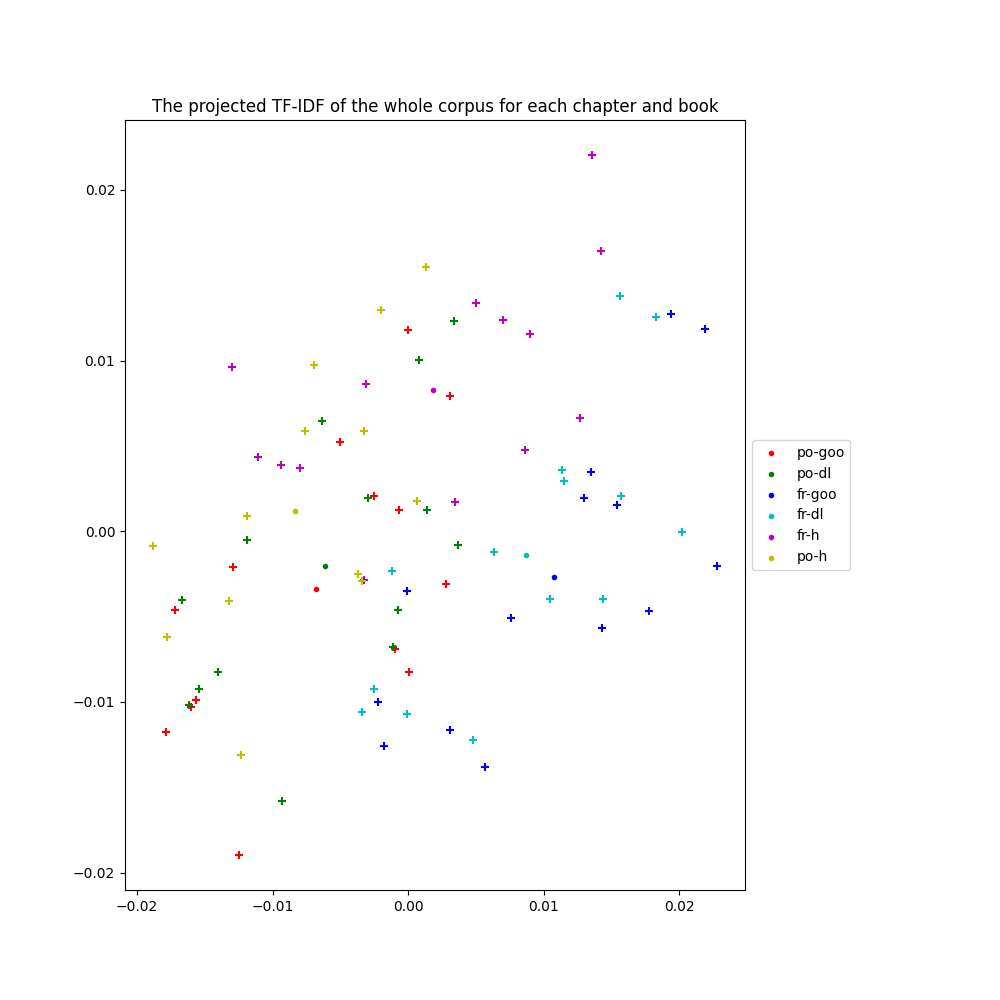 The projected TF-IDF of the whole corpus for each chapter and book
0.02
0.01
0.00
−0.01
−0.02
−0.02
−0.01
0.00
0.01
0.02
po-goo
po-dl
fr-goo
fr-dl
fr-h
po-h